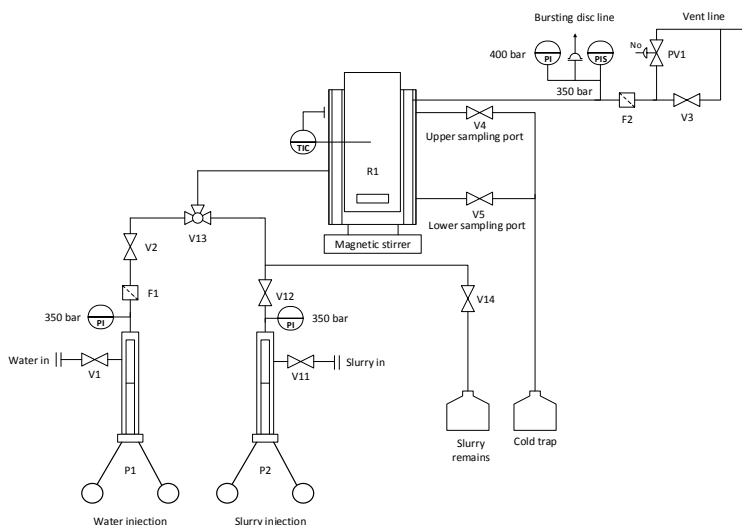 Bursting disc line
Vent line
No
400 bar
PI
PIS
PV1
350 bar
F2
V3
V4
Upper sampling port
TIC
R1
V5
Lower sampling port
Magnetic stirrer
V13
V2
F1
V12
V14
350 bar
PI
PI
350 bar
Water in
V1
V11
Slurry in
Slurry
remains
Cold trap
P1
P2
Water injection
Slurry injection